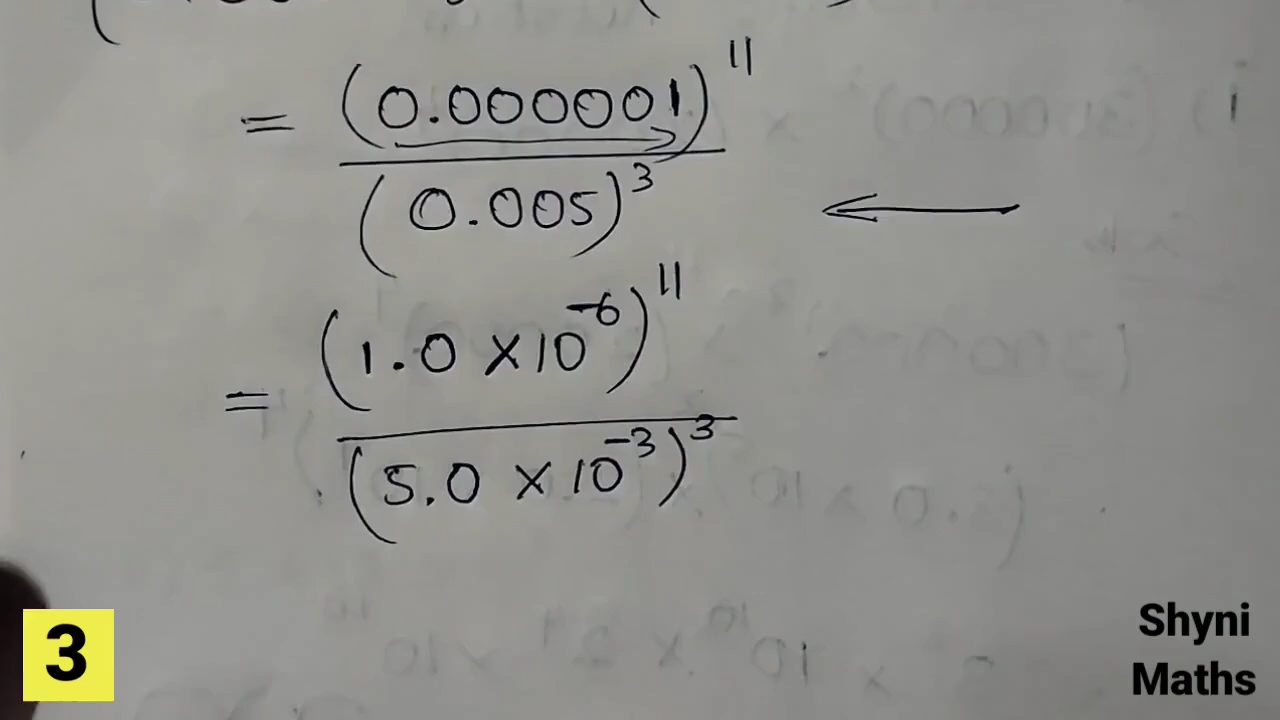 = (0.000001)^11 / (0.005)^3
= (1.0 × 10^-6)^11 / (5.0 × 10^-3)^3
3
Shyni
Maths